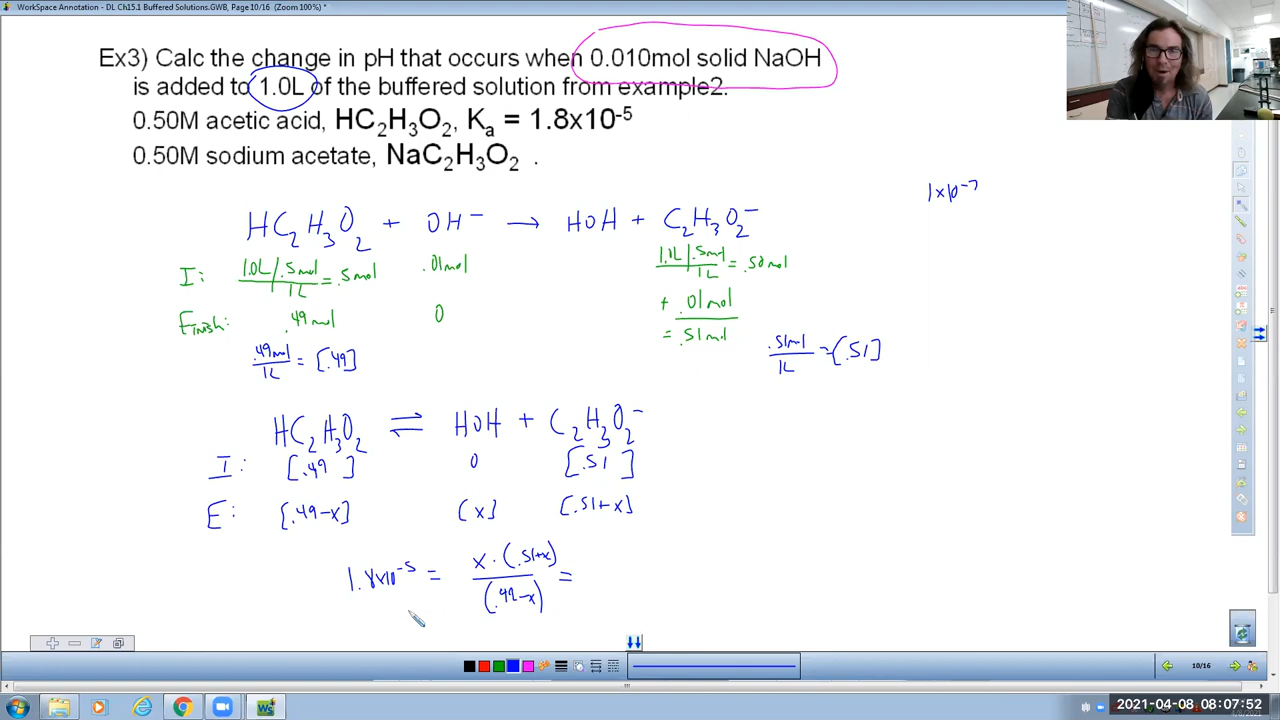 WorkSpace Annotation - DL Ch15.1 Buffered Solutions.GWB, Page 10/16 (Zoom 100%) *
Ex3) Calc the change in pH that occurs when 0.010mol solid NaOH
is added to 1.0L of the buffered solution from example2.
0.50M acetic acid, HC₂H₃O₂, Kₐ = 1.8x10⁻⁵
0.50M sodium acetate, NaC₂H₃O₂ .
1x10⁻⁷
HC₂H₃O₂ + OH⁻ → HOH + C₂H₃O₂⁻
I: 1.0L/.5mol/1L = .5mol .01mol 1.0L/.5mol/1L = .50mol
+ .01mol
Finish: .49mol 0 = .51mol
.49mol/1L = [.49] .51mol/1L = [.51]
HC₂H₃O₂ ⇌ HOH + C₂H₃O₂⁻
I: [.49] 0 [.51]
E: [.49-x] [x] [.51+x]
1.8x10⁻⁵ = x·(.51+x)/(.49-x) =
10/16
2021-04-08 08:07:52